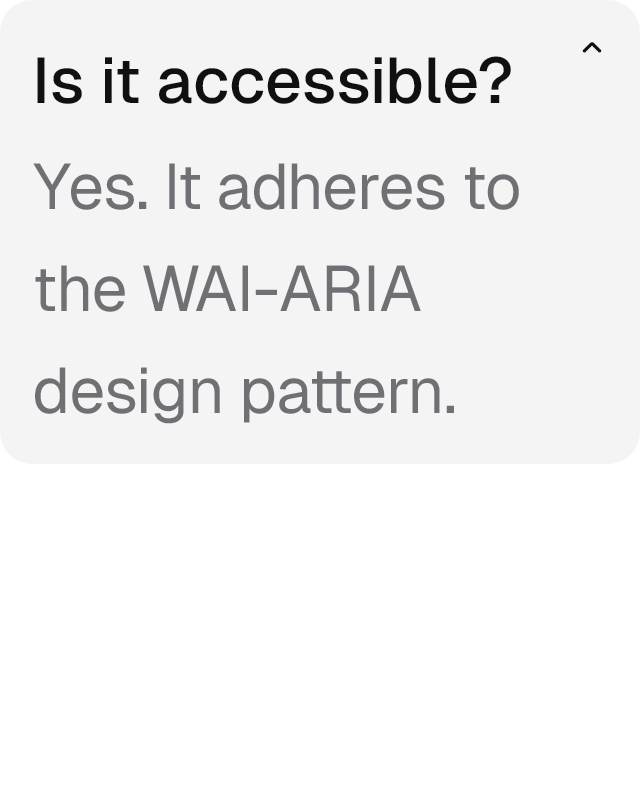 Is it accessible?
Yes. It adheres to
the WAI-ARIA
design pattern.